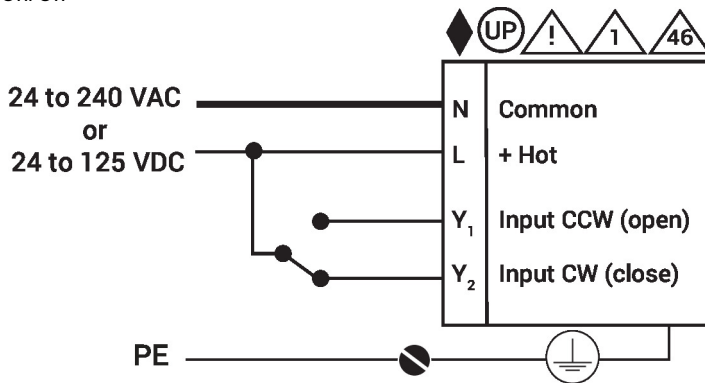 UP ! 1 46
24 to 240 VAC
or
24 to 125 VDC
N Common
L + Hot
Y₁ Input CCW (open)
Y₂ Input CW (close)
PE